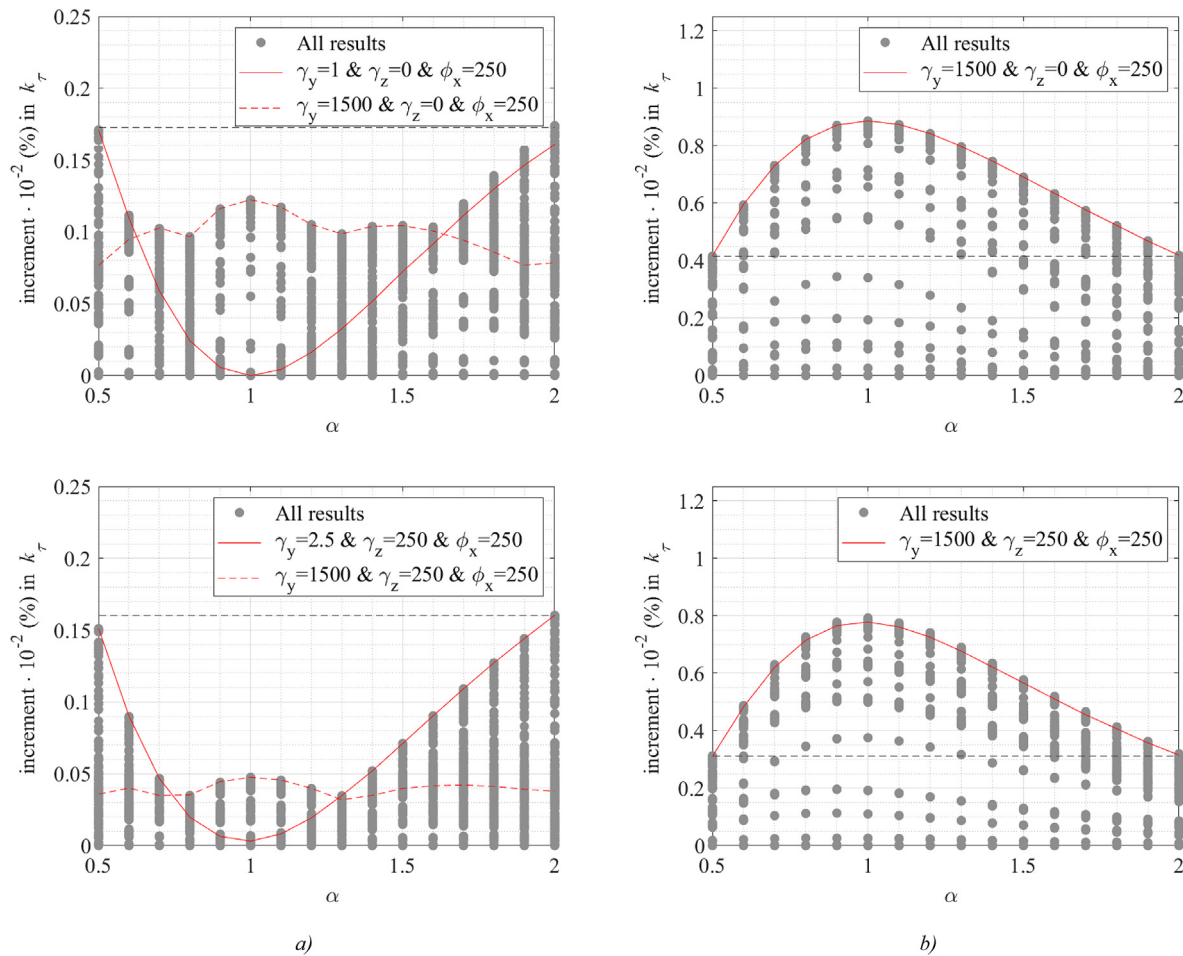 0.25
0.2
0.15
0.1
0.05
0
0.5
1
1.5
2
increment · 10⁻² (%) in k_τ
α
All results
γ_y=1 & γ_z=0 & ϕ_x=250
γ_y=1500 & γ_z=0 & ϕ_x=250
1.2
1
0.8
0.6
0.4
0.2
0
0.5
1
1.5
2
increment · 10⁻² (%) in k_τ
α
All results
γ_y=1500 & γ_z=0 & ϕ_x=250
0.25
0.2
0.15
0.1
0.05
0
0.5
1
1.5
2
increment · 10⁻² (%) in k_τ
α
All results
γ_y=2.5 & γ_z=250 & ϕ_x=250
γ_y=1500 & γ_z=250 & ϕ_x=250
1.2
1
0.8
0.6
0.4
0.2
0
0.5
1
1.5
2
increment · 10⁻² (%) in k_τ
α
All results
γ_y=1500 & γ_z=250 & ϕ_x=250
a)
b)